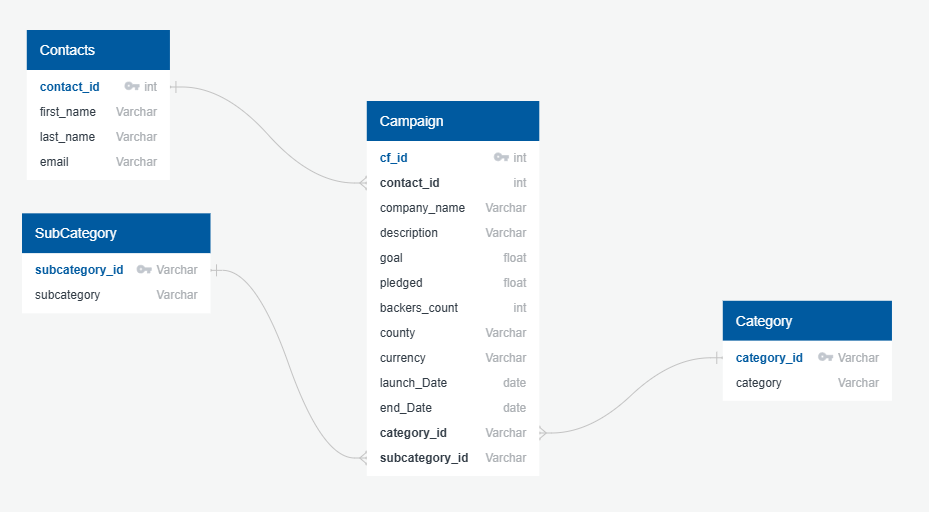 Contacts
contact_id int
first_name Varchar
last_name Varchar
email Varchar
SubCategory
subcategory_id Varchar
subcategory Varchar
Campaign
cf_id int
contact_id int
company_name Varchar
description Varchar
goal float
pledged float
backers_count int
county Varchar
currency Varchar
launch_Date date
end_Date date
category_id Varchar
subcategory_id Varchar
Category
category_id Varchar
category Varchar